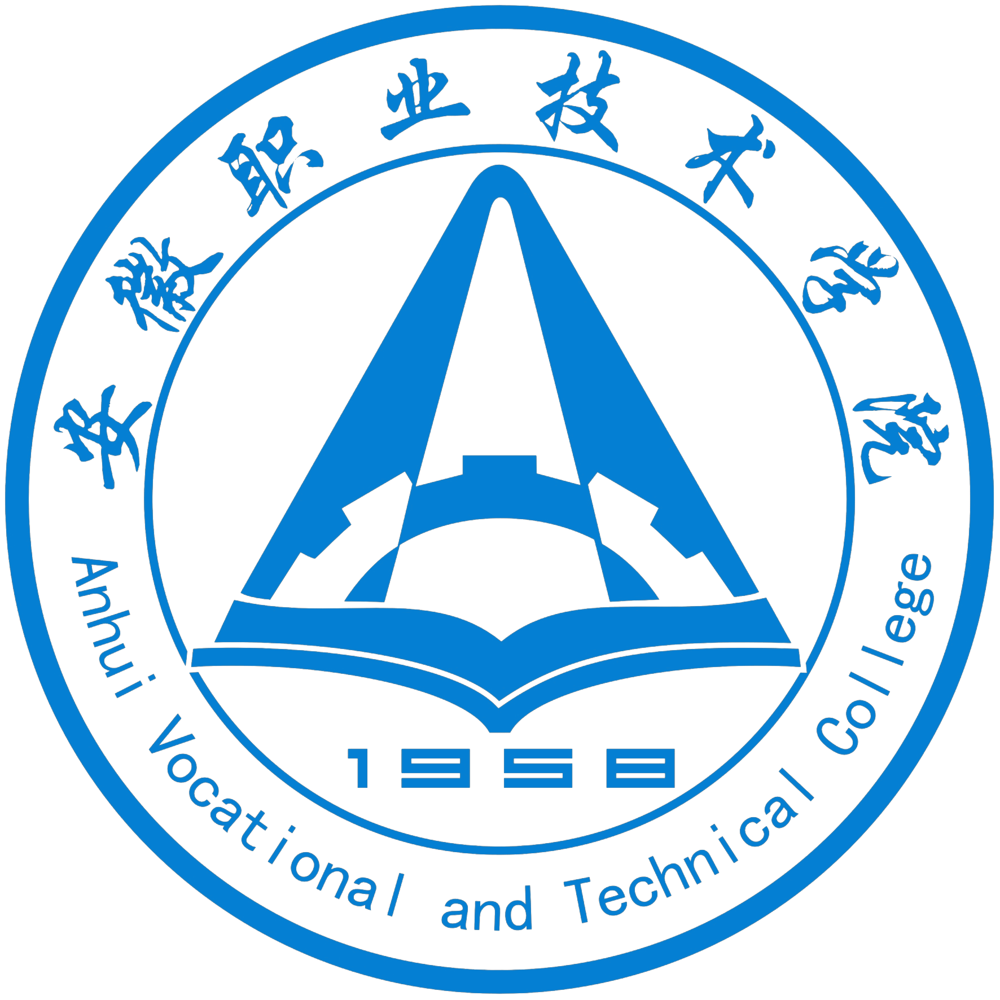 安徽职业技术学院
1958
Anhui Vocational and Technical College